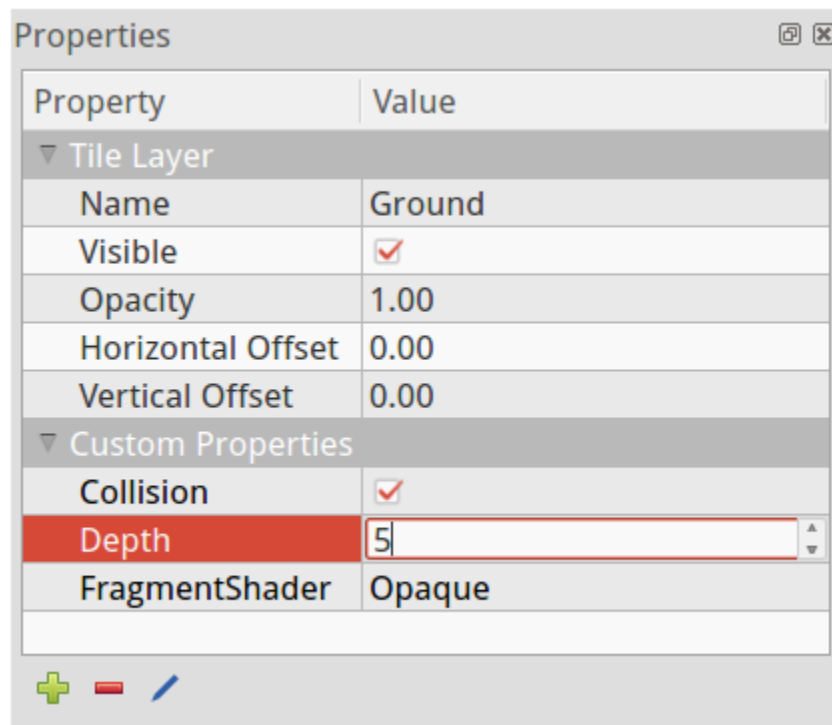 Properties
Property Value
Tile Layer
Name Ground
Visible
Opacity 1.00
Horizontal Offset 0.00
Vertical Offset 0.00
Custom Properties
Collision
Depth 5
FragmentShader Opaque